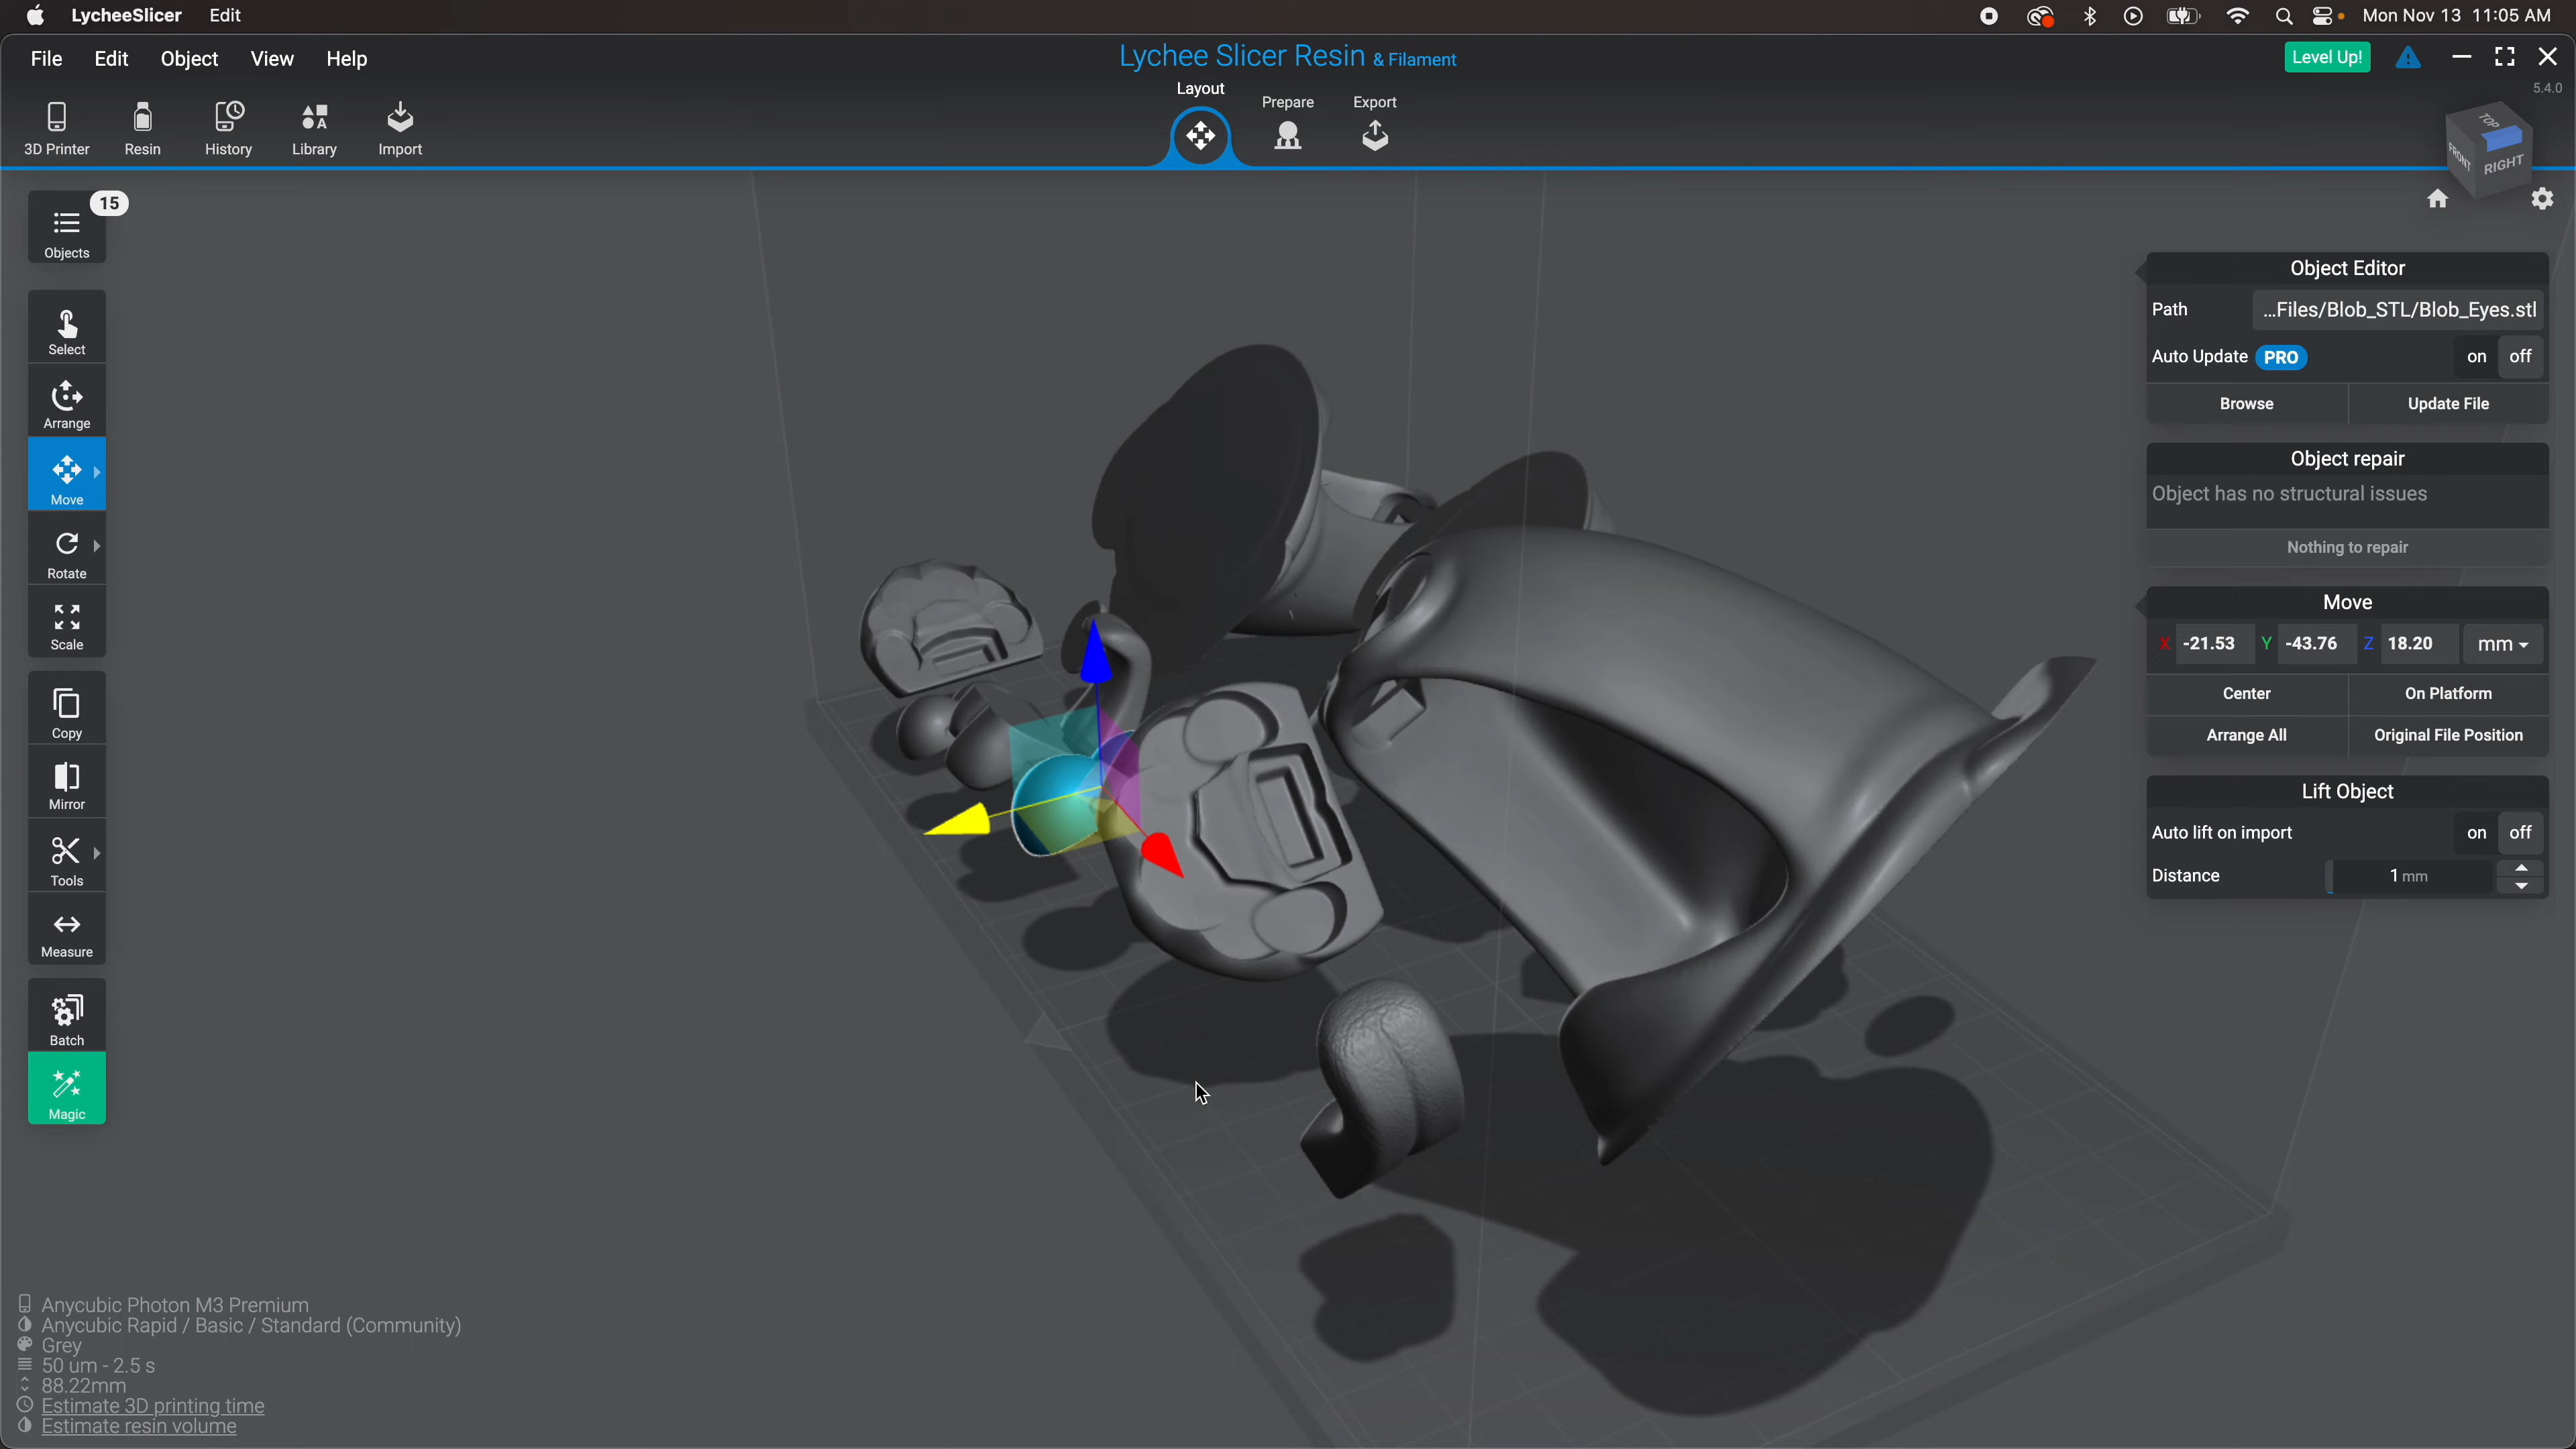 LycheeSlicer Edit
Mon Nov 13 11:05 AM
File Edit Object View Help
Lychee Slicer Resin & Filament
Level Up!
5.4.0
Layout
Prepare
Export
3D Printer
Resin
History
Library
Import
TOP
FRONT
RIGHT
15
Objects
Select
Arrange
Move
Rotate
Scale
Copy
Mirror
Tools
Measure
Batch
Magic
Object Editor
Path ...Files/Blob_STL/Blob_Eyes.stl
Auto Update PRO on off
Browse Update File
Object repair
Object has no structural issues
Nothing to repair
Move
X -21.53 Y -43.76 Z 18.20 mm
Center On Platform
Arrange All Original File Position
Lift Object
Auto lift on import on off
Distance 1 mm
Anycubic Photon M3 Premium
Anycubic Rapid / Basic / Standard (Community)
Grey
50 um - 2.5 s
88.22mm
Estimate 3D printing time
Estimate resin volume